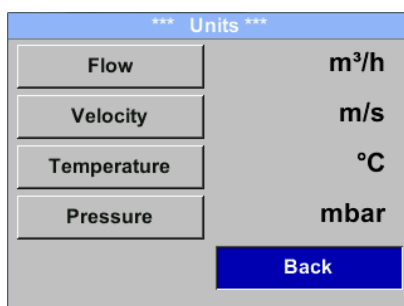 *** Units ***
Flow m³/h
Velocity m/s
Temperature °C
Pressure mbar
Back